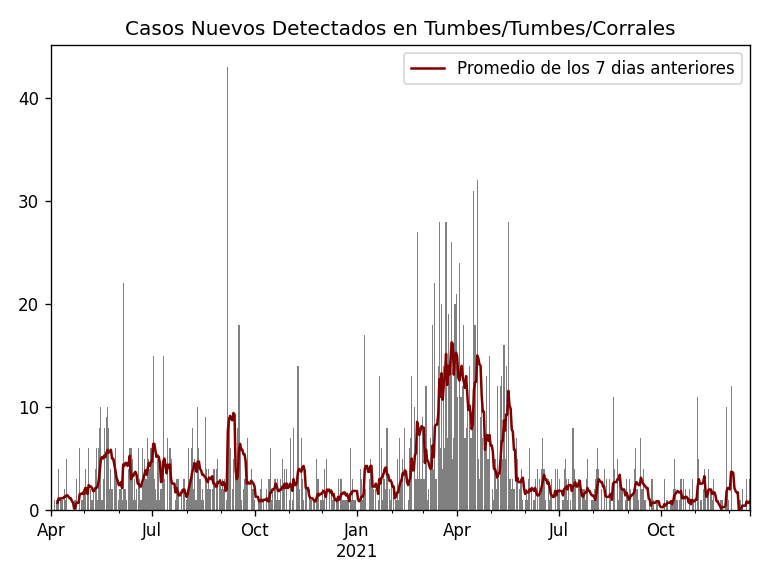 Casos Nuevos Detectados en Tumbes/Tumbes/Corrales
Promedio de los 7 dias anteriores
40
30
20
10
0
Apr Jul Oct Jan Apr Jul Oct
2021